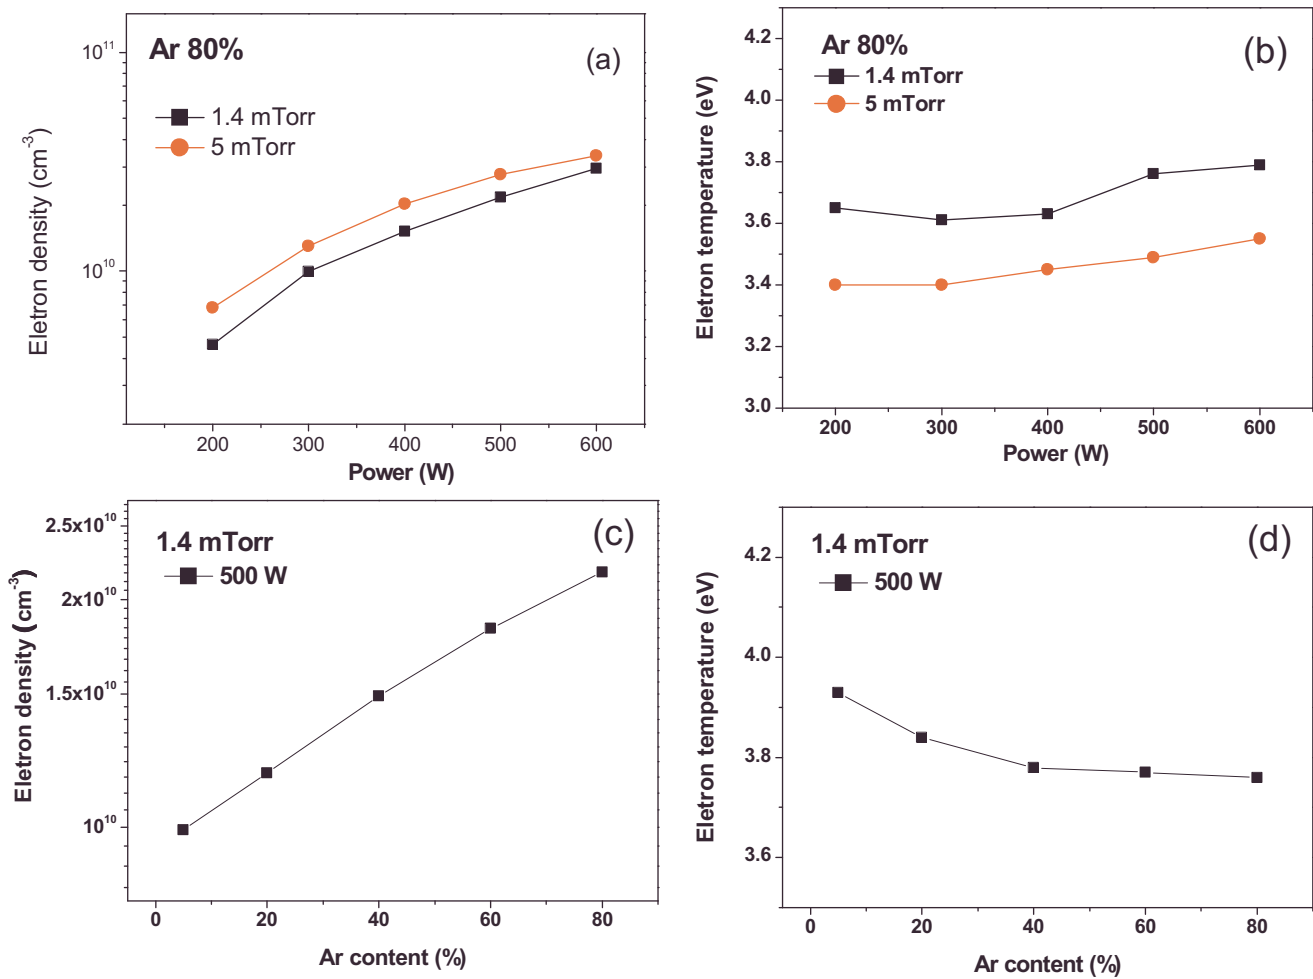 Ar 80%
(a)
1.4 mTorr
5 mTorr
10^11
10^10
Eletron density (cm^-3)
200 300 400 500 600
Power (W)
Ar 80%
(b)
1.4 mTorr
5 mTorr
4.2
4.0
3.8
3.6
3.4
3.2
3.0
Eletron temperature (eV)
200 300 400 500 600
Power (W)
1.4 mTorr
(c)
500 W
2.5x10^10
2x10^10
1.5x10^10
10^10
Eletron density (cm^-3)
0 20 40 60 80
Ar content (%)
1.4 mTorr
(d)
500 W
4.2
4.0
3.8
3.6
Eletron temperature (eV)
0 20 40 60 80
Ar content (%)